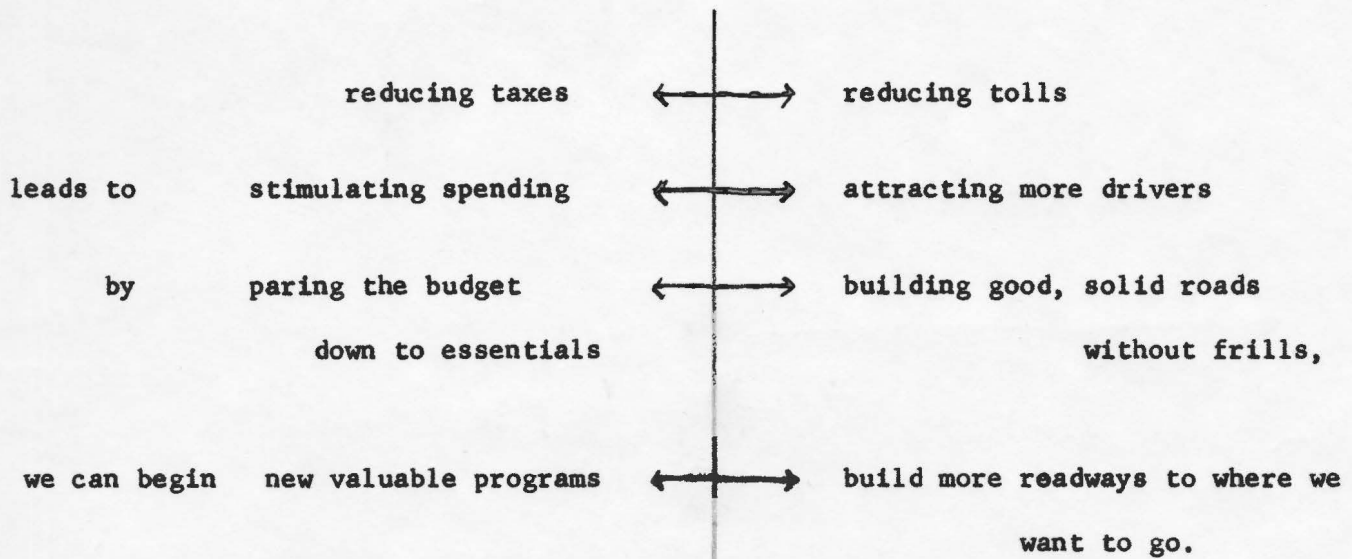 reducing taxes reducing tolls
leads to stimulating spending attracting more drivers
by paring the budget building good, solid roads
down to essentials without frills,
we can begin new valuable programs build more roadways to where we
want to go.